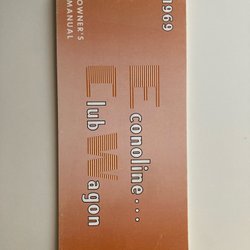 1969
Econoline....
Club Wagon
OWNER'S
MANUAL